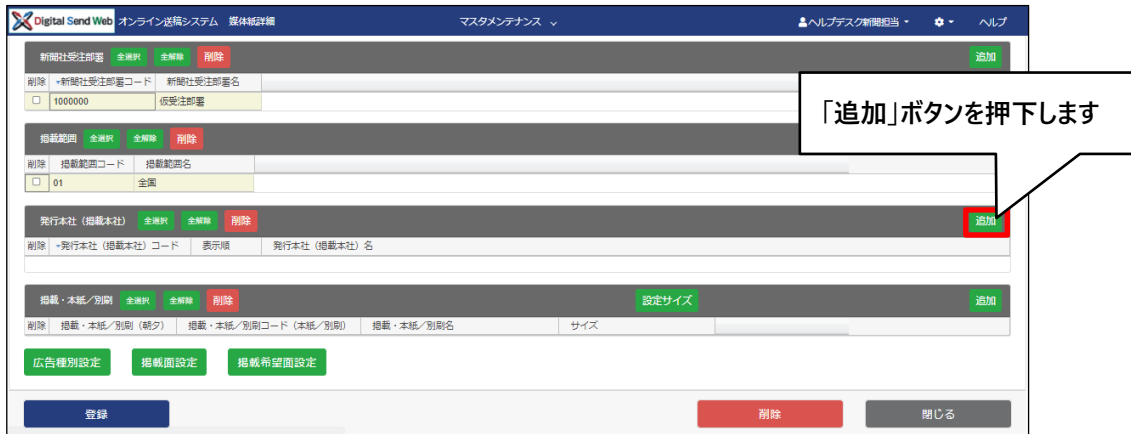 Digital Send Web オンライン送稿システム 媒体紙詳細 マスタメンテナンス ヘルプデスク新聞担当 ヘルプ
新聞社受注部署 全選択 全解除 削除 追加
削除 新聞社受注部署コード 新聞社受注部署名
1000000 仮受注部署
「追加」ボタンを押下します
掲載範囲 全選択 全解除 削除
削除 掲載範囲コード 掲載範囲名
01 全国
発行本社（掲載本社） 全選択 全解除 削除 追加
削除 発行本社（掲載本社）コード 表示順 発行本社（掲載本社）名
掲載・本紙／別刷 全選択 全解除 削除 設定サイズ 追加
削除 掲載・本紙／別刷（朝夕） 掲載・本紙／別刷コード（本紙／別刷） 掲載・本紙／別刷名 サイズ
広告種別設定 掲載面設定 掲載希望面設定
登録 削除 閉じる